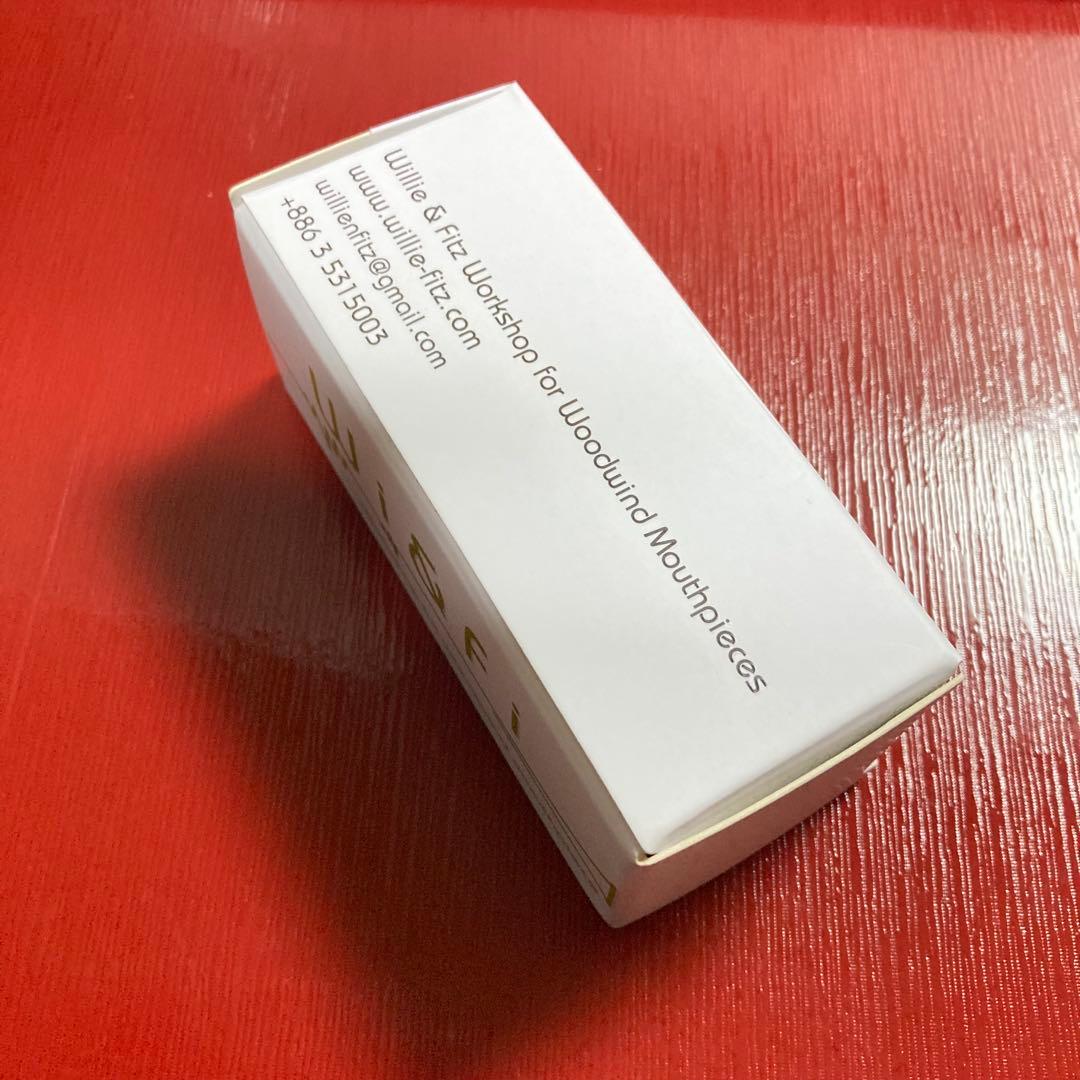 Willie & Fitz Workshop for Woodwind Mouthpieces
www.willie-fitz.com
willienfitz@gmail.com
+886 3 5315003